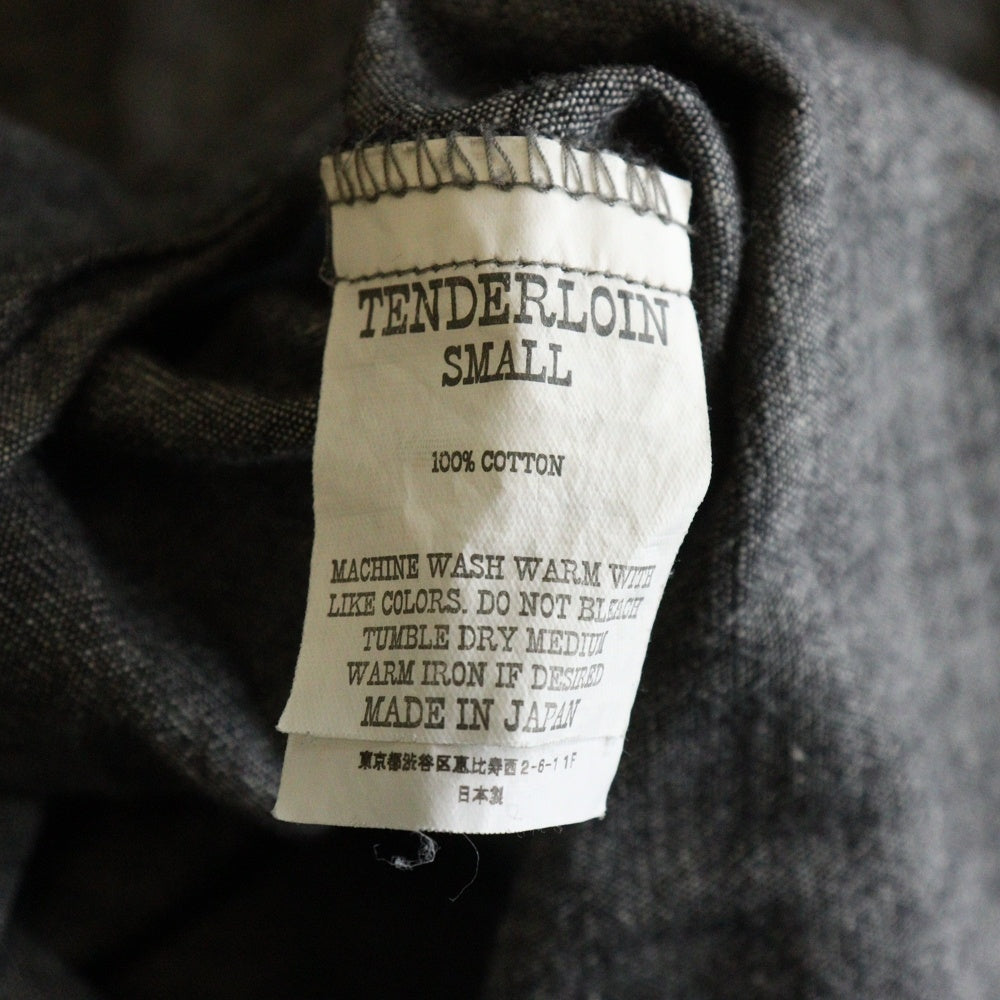 TENDERLOIN
SMALL
100% COTTON
MACHINE WASH WARM WITH
LIKE COLORS. DO NOT BLEACH
TUMBLE DRY MEDIUM
WARM IRON IF DESIRED
MADE IN JAPAN
東京都渋谷区恵比寿西2-6-11F
日本製